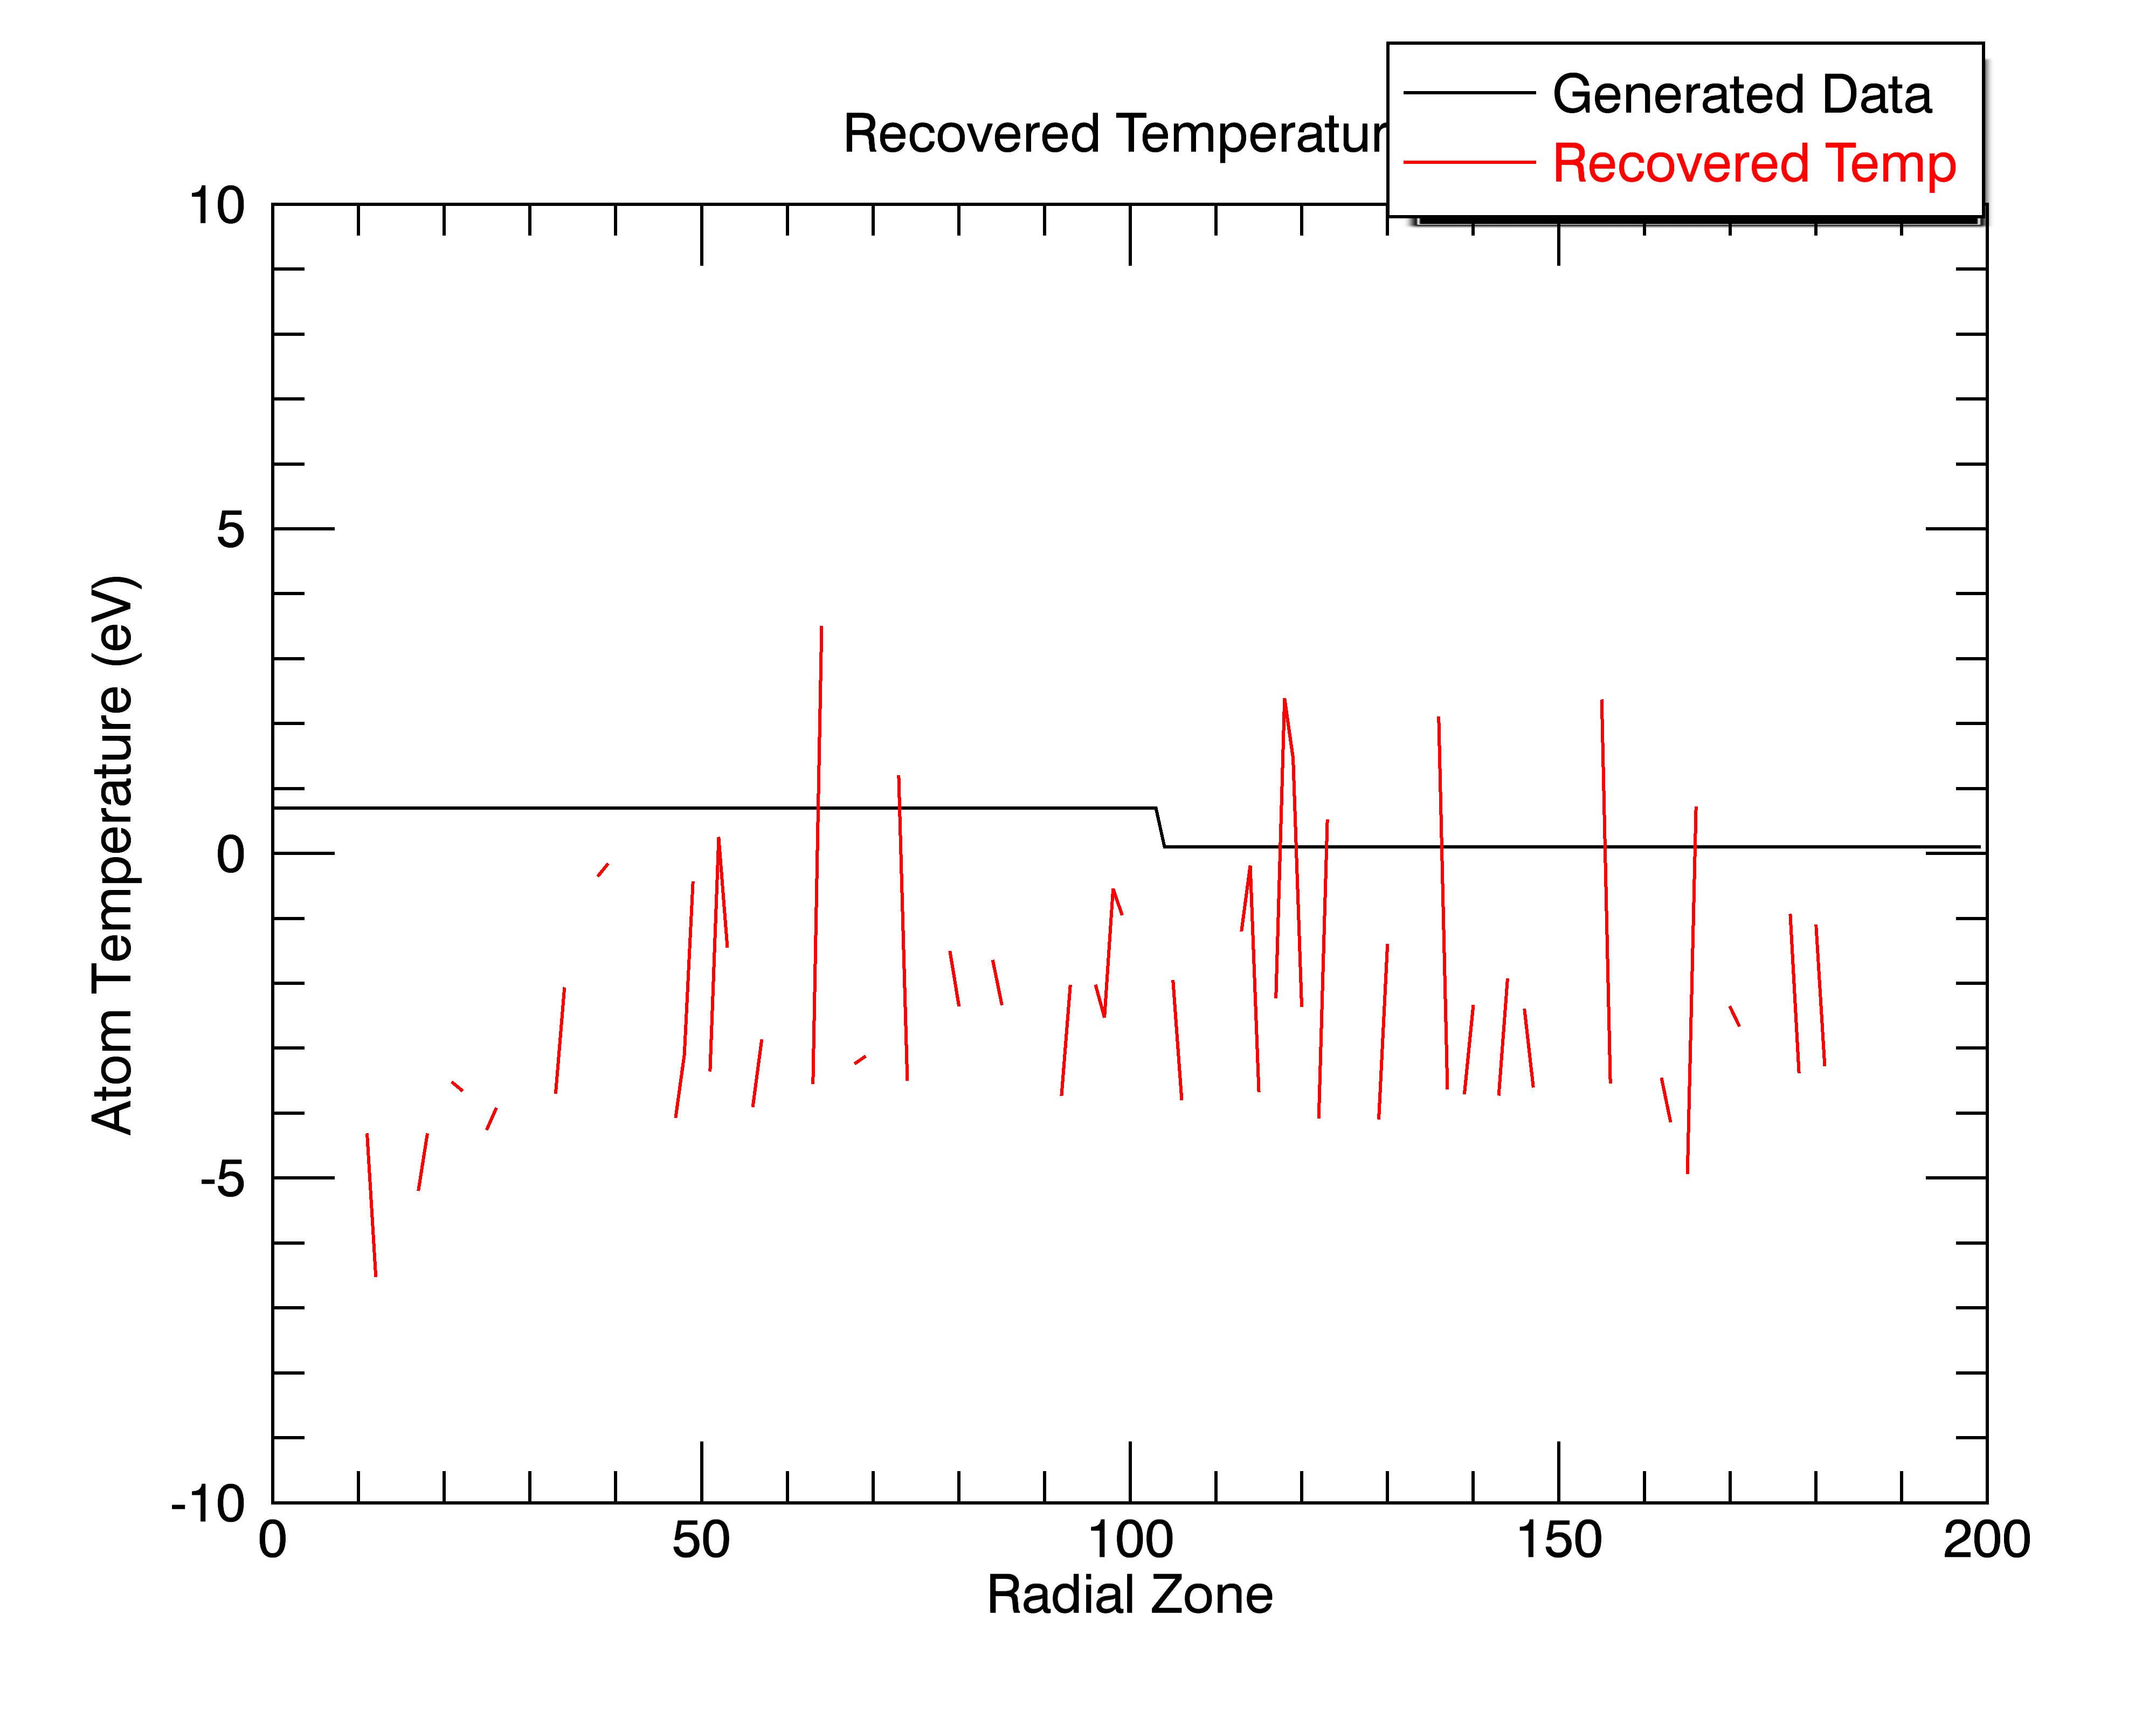 Generated Data
Recovered Temp
Recovered Temperatur
10
5
0
-5
-10
Atom Temperature (eV)
0 50 100 150 200
Radial Zone